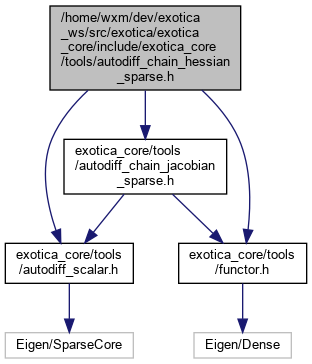 /home/wxm/dev/exotica
_ws/src/exotica/exotica
_core/include/exotica_core
/tools/autodiff_chain_hessian
_sparse.h
exotica_core/tools
/autodiff_chain_jacobian
_sparse.h
exotica_core/tools
/autodiff_scalar.h
exotica_core/tools
/functor.h
Eigen/SparseCore
Eigen/Dense